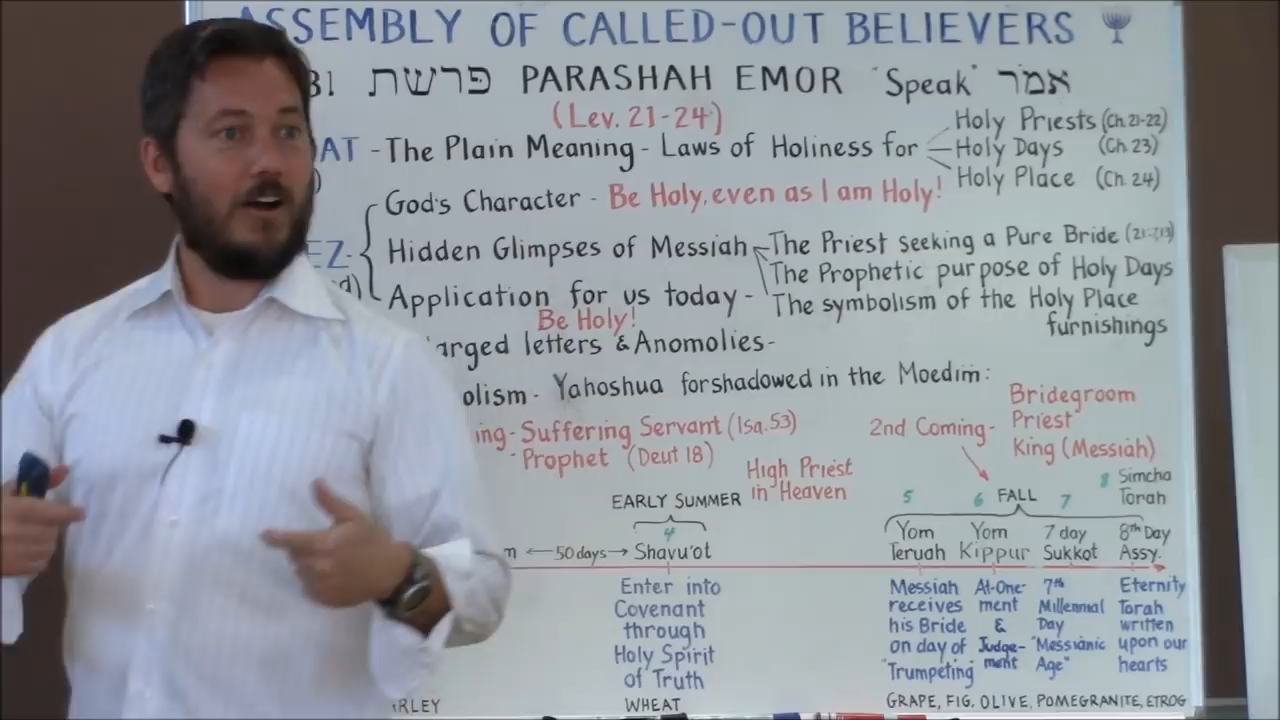 ASSEMBLY OF CALLED-OUT BELIEVERS
31 פרשת PARASHAH EMOR "Speak" אמר
(Lev. 21-24)
AT - The Plain Meaning - Laws of Holiness for
Holy Priests (Ch. 21-22)
Holy Days (Ch. 23)
Holy Place (Ch. 24)
God's Character - Be Holy, even as I am Holy!
EZ - Hidden Glimpses of Messiah
The Priest seeking a Pure Bride
The Prophetic purpose of Holy Days
d) Application for us today -
The symbolism of the Holy Place
furnishings
Be Holy!
arged letters & Anomolies-
olism - Yahoshua forshadowed in the Moedim:
ing - Suffering Servant (Isa. 53)
- Prophet (Deut 18)
High Priest
in Heaven
2nd Coming -
Bridegroom
Priest
King (Messiah)
EARLY SUMMER
4
m ← 50 days → Shavu'ot
5 6 FALL 7 8 Simcha
Torah
Yom
Teruah
Yom
Kippur
7 day
Sukkot
8th Day
Assy.
Enter into
Covenant
through
Holy Spirit
of Truth
Messiah
receives
his Bride
on day of
"Trumpeting"
At-One-
ment
&
Judge-
ment
7th
Millennial
Day
"Messianic
Age"
Eternity
Torah
written
upon our
hearts
ARLEY WHEAT GRAPE, FIG, OLIVE, POMEGRANITE, ETROG